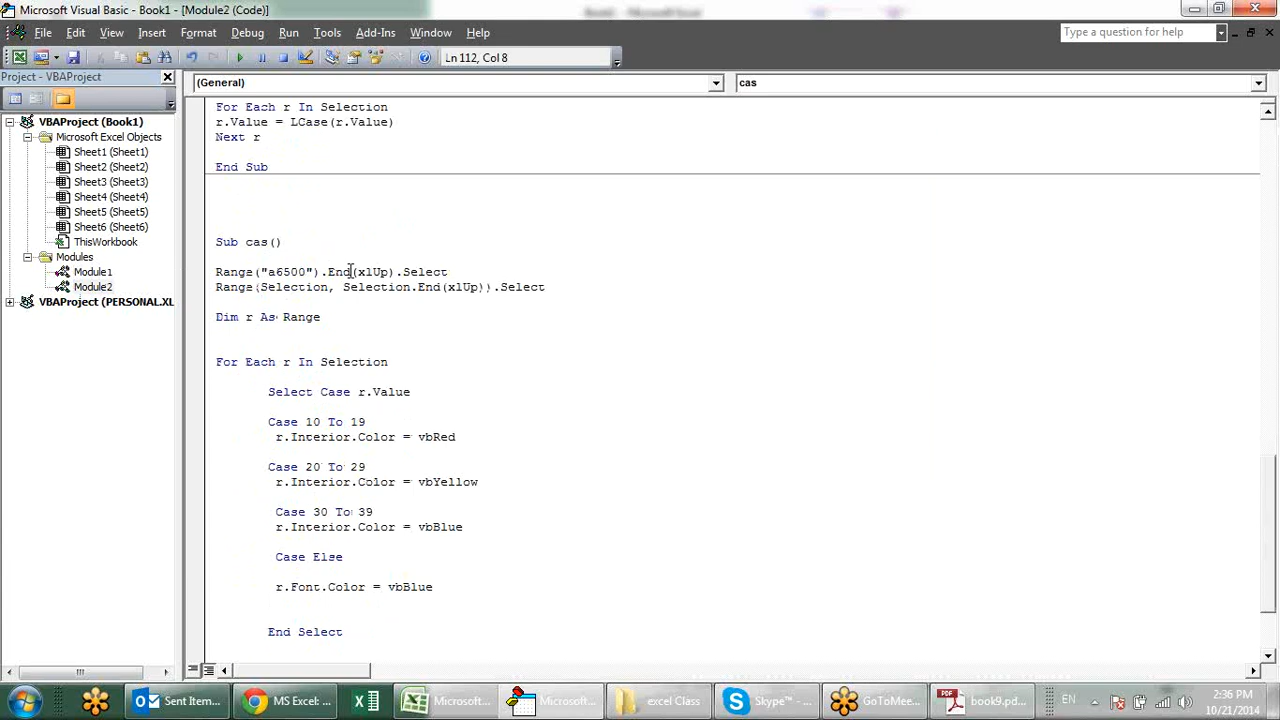 Microsoft Visual Basic - Book1 - [Module2 (Code)]
File Edit View Insert Format Debug Run Tools Add-Ins Window Help
Type a question for help
Ln 112, Col 8
Project - VBAProject
(General)
cas
VBAProject (Book1)
Microsoft Excel Objects
Sheet1 (Sheet1)
Sheet2 (Sheet2)
Sheet3 (Sheet3)
Sheet4 (Sheet4)
Sheet5 (Sheet5)
Sheet6 (Sheet6)
ThisWorkbook
Modules
Module1
Module2
VBAProject (PERSONAL.XL
For Each r In Selection
r.Value = LCase(r.Value)
Next r
End Sub
Sub cas()
Range("a6500").End(xlUp).Select
Range(Selection, Selection.End(xlUp)).Select
Dim r As Range
For Each r In Selection
Select Case r.Value
Case 10 To 19
r.Interior.Color = vbRed
Case 20 To 29
r.Interior.Color = vbYellow
Case 30 To 39
r.Interior.Color = vbBlue
Case Else
r.Font.Color = vbBlue
End Select
Sent Item...
MS Excel: ...
Microsoft...
Microsoft...
excel Class
Skype™ - ...
GoToMee...
book9.pd...
EN
2:36 PM
10/21/2014